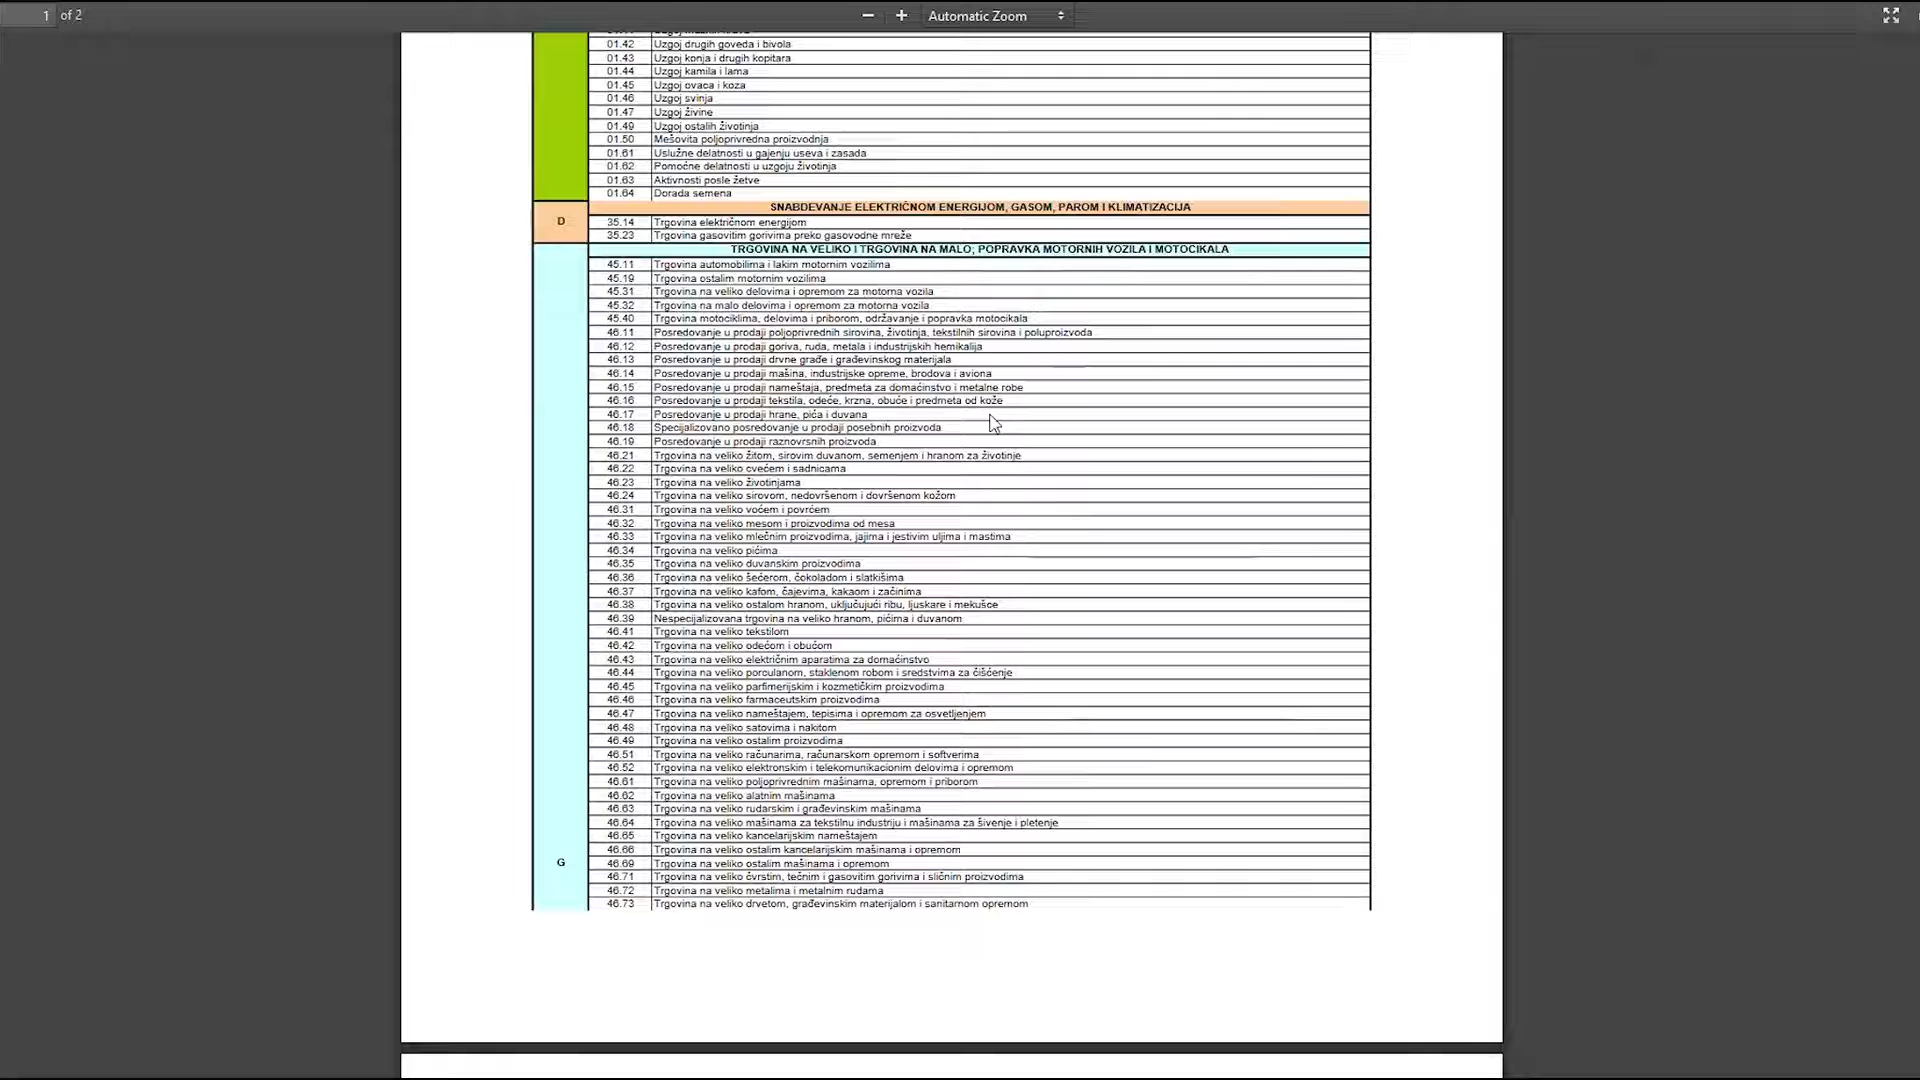 1 of 2
Automatic Zoom
01.42 Uzgoj drugih goveda i bivola
01.43 Uzgoj konja i drugih kopitara
01.44 Uzgoj kamila i lama
01.45 Uzgoj ovaca i koza
01.46 Uzgoj svinja
01.47 Uzgoj živine
01.49 Uzgoj ostalih životinja
01.50 Mešovita poljoprivredna proizvodnja
01.61 Uslužne delatnosti u gajenju useva i zasada
01.62 Pomoćne delatnosti u uzgoju životinja
01.63 Aktivnosti posle žetve
01.64 Dorada semena
SNABDEVANJE ELEKTRIČNOM ENERGIJOM, GASOM, PAROM I KLIMATIZACIJA
D
35.14 Trgovina električnom energijom
35.23 Trgovina gasovitim gorivima preko gasovodne mreže
TRGOVINA NA VELIKO I TRGOVINA NA MALO; POPRAVKA MOTORNIH VOZILA I MOTOCIKALA
45.11 Trgovina automobilima i lakim motornim vozilima
45.19 Trgovina ostalim motornim vozilima
45.31 Trgovina na veliko delovima i opremom za motorna vozila
45.32 Trgovina na malo delovima i opremom za motorna vozila
45.40 Trgovina motociklima, delovima i priborom, održavanje i popravka motocikala
46.11 Posredovanje u prodaji poljoprivrednih sirovina, životinja, tekstilnih sirovina i poluproizvoda
46.12 Posredovanje u prodaji goriva, ruda, metala i industrijskih hemikalija
46.13 Posredovanje u prodaji drvne građe i građevinskog materijala
46.14 Posredovanje u prodaji mašina, industrijske opreme, brodova i aviona
46.15 Posredovanje u prodaji nameštaja, predmeta za domaćinstvo i metalne robe
46.16 Posredovanje u prodaji tekstila, odeće, krzna, obuće i predmeta od kože
46.17 Posredovanje u prodaji hrane, pića i duvana
46.18 Specijalizovano posredovanje u prodaji posebnih proizvoda
46.19 Posredovanje u prodaji raznovrsnih proizvoda
46.21 Trgovina na veliko žitom, sirovim duvanom, semenjem i hranom za životinje
46.22 Trgovina na veliko cvećem i sadnicama
46.23 Trgovina na veliko životinjama
46.24 Trgovina na veliko sirovom, nedovršenom i dovršenom kožom
46.31 Trgovina na veliko voćem i povrćem
46.32 Trgovina na veliko mesom i proizvodima od mesa
46.33 Trgovina na veliko mlečnim proizvodima, jajima i jestivim uljima i mastima
46.34 Trgovina na veliko pićima
46.35 Trgovina na veliko duvanskim proizvodima
46.36 Trgovina na veliko šećerom, čokoladom i slatkišima
46.37 Trgovina na veliko kafom, čajevima, kakaom i začinima
46.38 Trgovina na veliko ostalom hranom, uključujući ribu, ljuskare i mekušce
46.39 Nespecijalizovana trgovina na veliko hranom, pićima i duvanom
46.41 Trgovina na veliko tekstilom
46.42 Trgovina na veliko odećom i obućom
46.43 Trgovina na veliko električnim aparatima za domaćinstvo
46.44 Trgovina na veliko porculanom, staklenom robom i sredstvima za čišćenje
46.45 Trgovina na veliko parfimerijskim i kozmetičkim proizvodima
46.46 Trgovina na veliko farmaceutskim proizvodima
46.47 Trgovina na veliko nameštajem, tepisima i opremom za osvetljenjem
46.48 Trgovina na veliko satovima i nakitom
46.49 Trgovina na veliko ostalim proizvodima
46.51 Trgovina na veliko računarima, računarskom opremom i softverima
46.52 Trgovina na veliko elektronskim i telekomunikacionim delovima i opremom
46.61 Trgovina na veliko poljoprivrednim mašinama, opremom i priborom
46.62 Trgovina na veliko alatnim mašinama
46.63 Trgovina na veliko rudarskim i građevinskim mašinama
46.64 Trgovina na veliko mašinama za tekstilnu industriju i mašinama za šivenje i pletenje
46.65 Trgovina na veliko kancelarijskim nameštajem
46.66 Trgovina na veliko ostalim kancelarijskim mašinama i opremom
G
46.69 Trgovina na veliko ostalim mašinama i opremom
46.71 Trgovina na veliko čvrstim, tečnim i gasovitim gorivima i sličnim proizvodima
46.72 Trgovina na veliko metalima i metalnim rudama
46.73 Trgovina na veliko drvetom, građevinskim materijalom i sanitarnom opremom